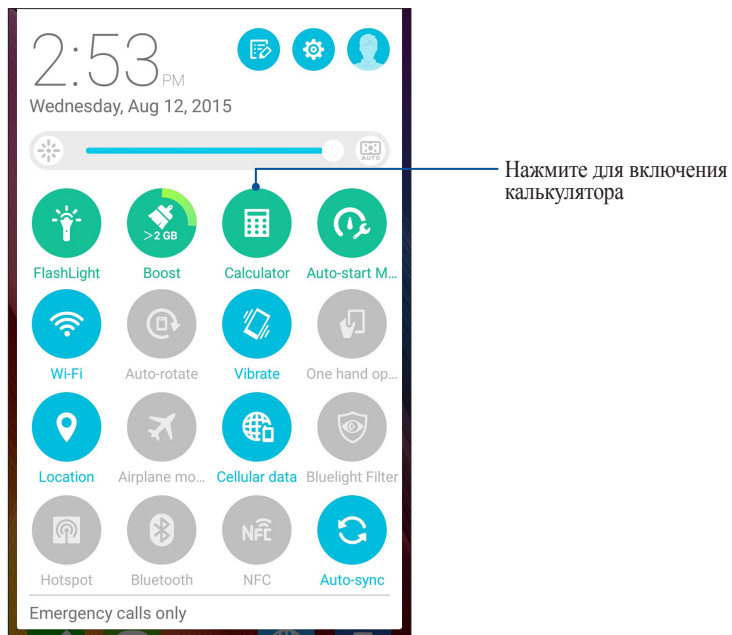 2:53 PM
Wednesday, Aug 12, 2015
AUTO
Нажмите для включения
калькулятора
>2 GB
FlashLight Boost Calculator Auto-start M...
Wi-Fi Auto-rotate Vibrate One hand op...
Location Airplane mo... Cellular data Bluelight Filter
NFC
Hotspot Bluetooth NFC Auto-sync
Emergency calls only